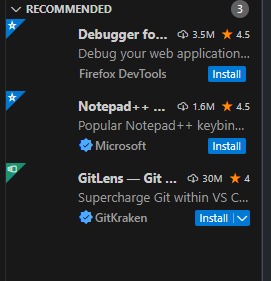 RECOMMENDED 3
Debugger fo... 3.5M 4.5
Debug your web application...
Firefox DevTools Install
Notepad++ ... 1.6M 4.5
Popular Notepad++ keybin...
Microsoft Install
GitLens — Git ... 30M 4
Supercharge Git within VS C...
GitKraken Install